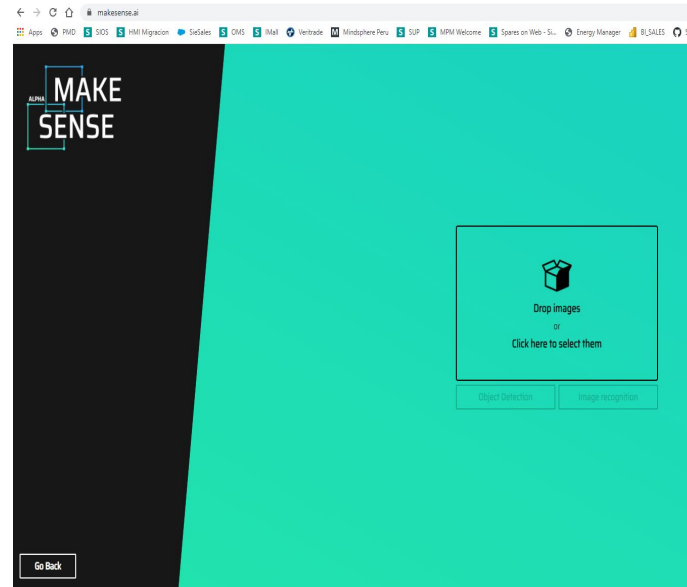 makesense.ai
Apps PMD SIOS HMI Migracion SieSales OMS IMall Veritrade Mindsphere Peru SUP MPM Welcome Spares on Web - Si... Energy Manager BI_SALES
ALPHA MAKE
SENSE
Drop images
or
Click here to select them
Object Detection Image recognition
Go Back